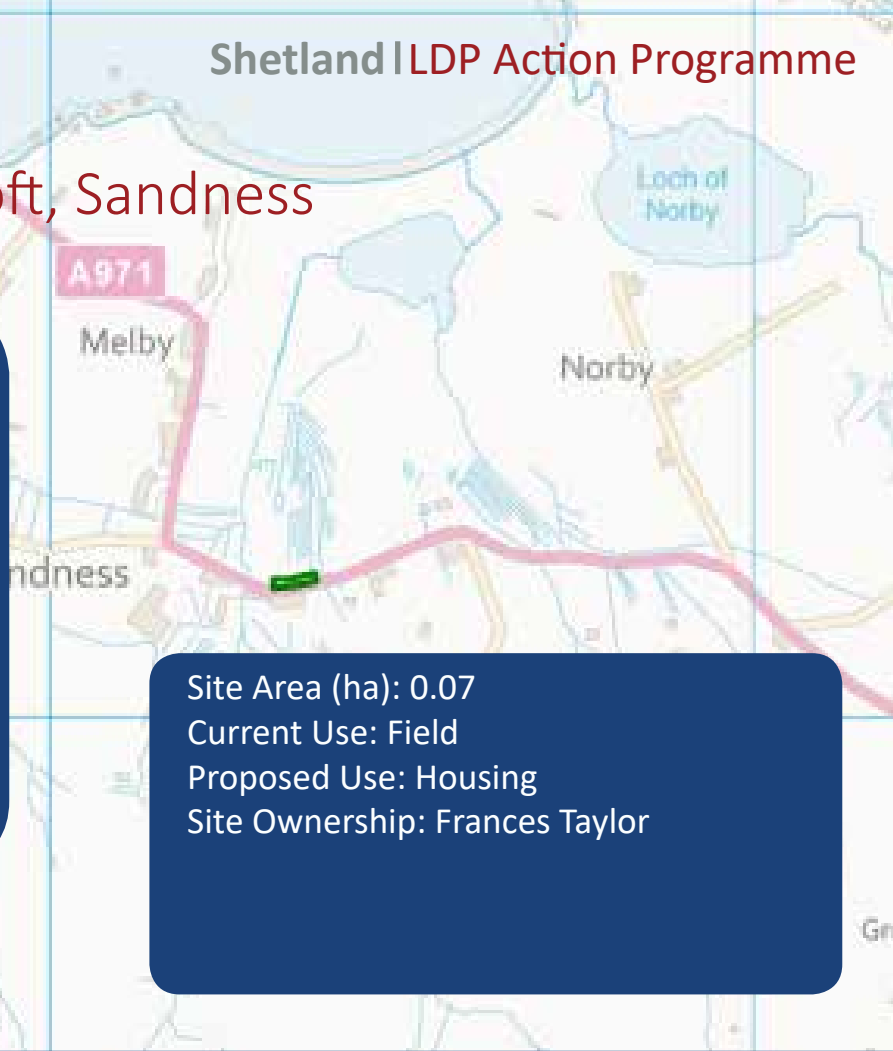 Shetland|LDP Action Programme
oft, Sandness
Loch of
Norby
A971
Melby
Norby
ndness
Site Area (ha): 0.07
Current Use: Field
Proposed Use: Housing
Site Ownership: Frances Taylor
Gr